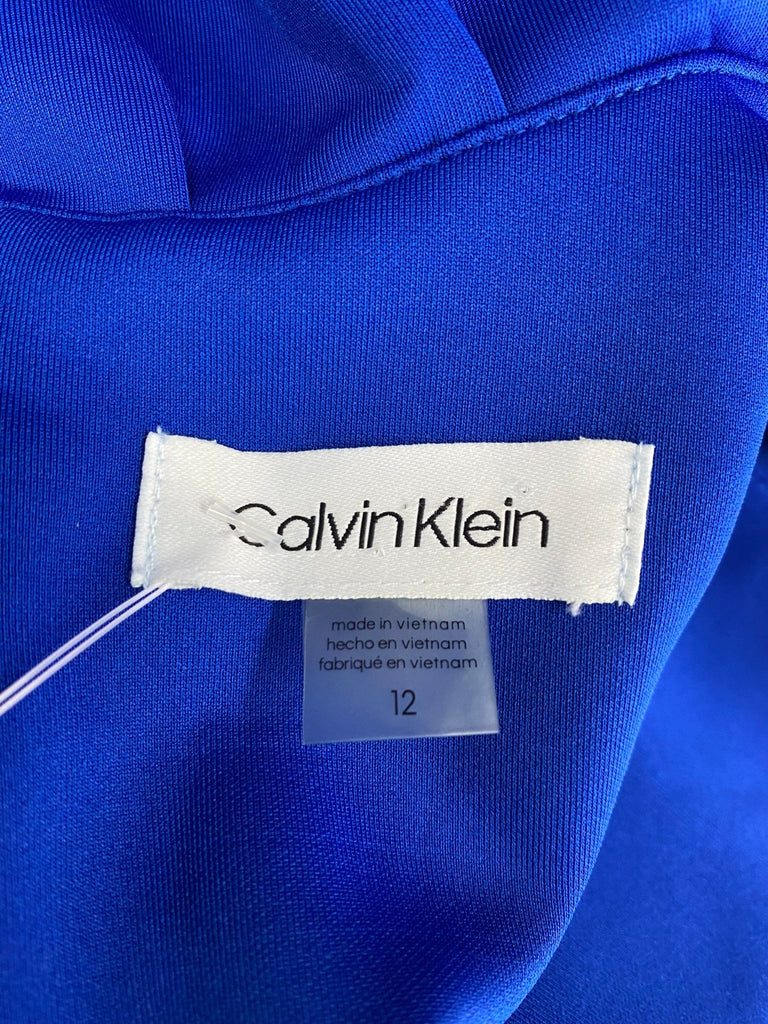 Calvin Klein
made in vietnam
hecho en vietnam
fabriqué en vietnam
12